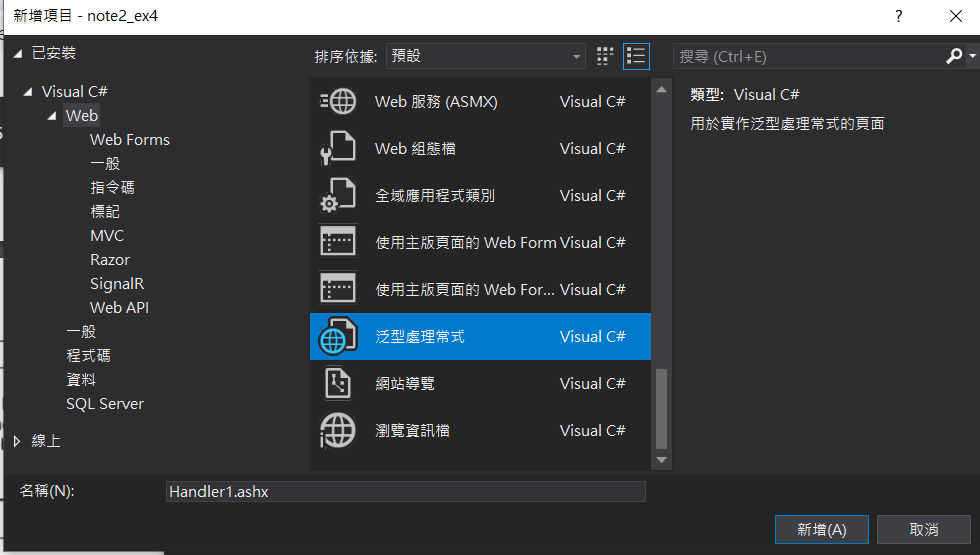 新增項目 - note2_ex4
?
已安裝
排序依據:
預設
搜尋 (Ctrl+E)
Visual C#
Web
Web Forms
一般
指令碼
標記
MVC
Razor
SignalR
Web API
一般
程式碼
資料
SQL Server
線上
Web 服務 (ASMX) Visual C#
Web 組態檔 Visual C#
全域應用程式類別 Visual C#
使用主版頁面的 Web Form Visual C#
使用主版頁面的 Web For... Visual C#
泛型處理常式 Visual C#
網站導覽 Visual C#
瀏覽資訊檔 Visual C#
類型: Visual C#
用於實作泛型處理常式的頁面
名稱(N):
Handler1.ashx
新增(A)
取消